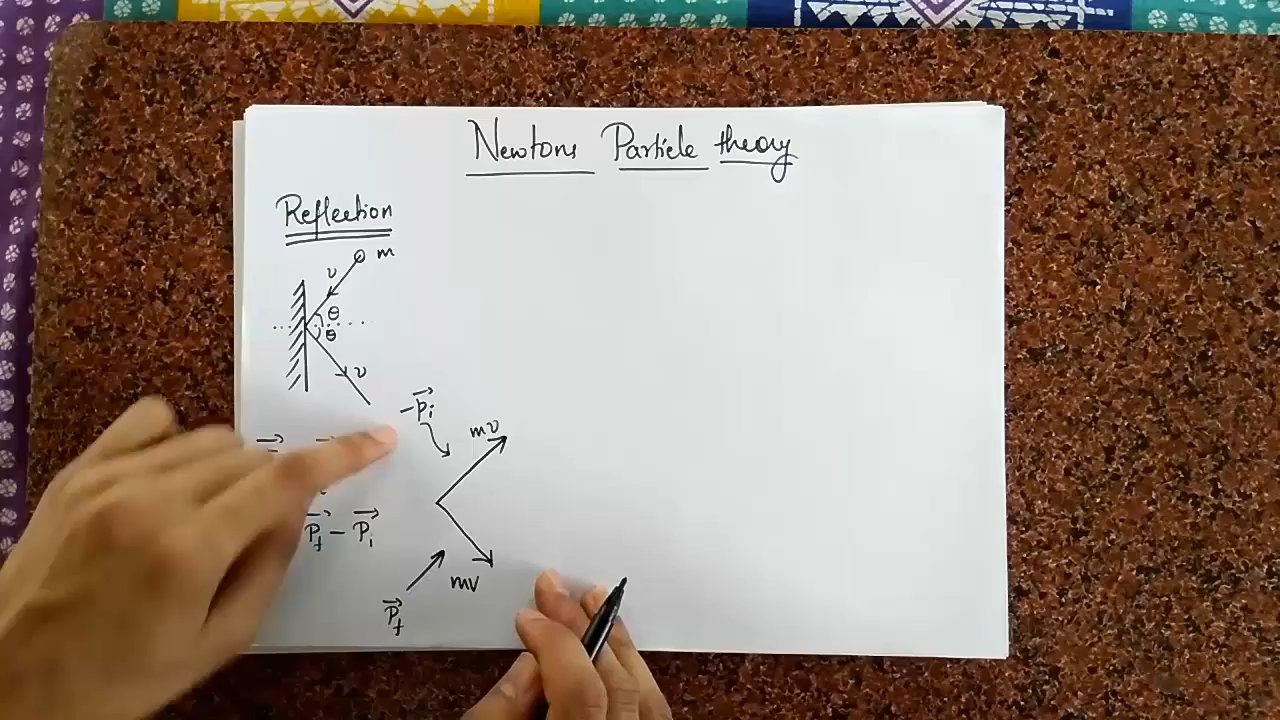 Newtons Particle theory
Reflection
m
v
θ
θ
v
-P⃗i
mv
P⃗f - P⃗i
mv
P⃗f